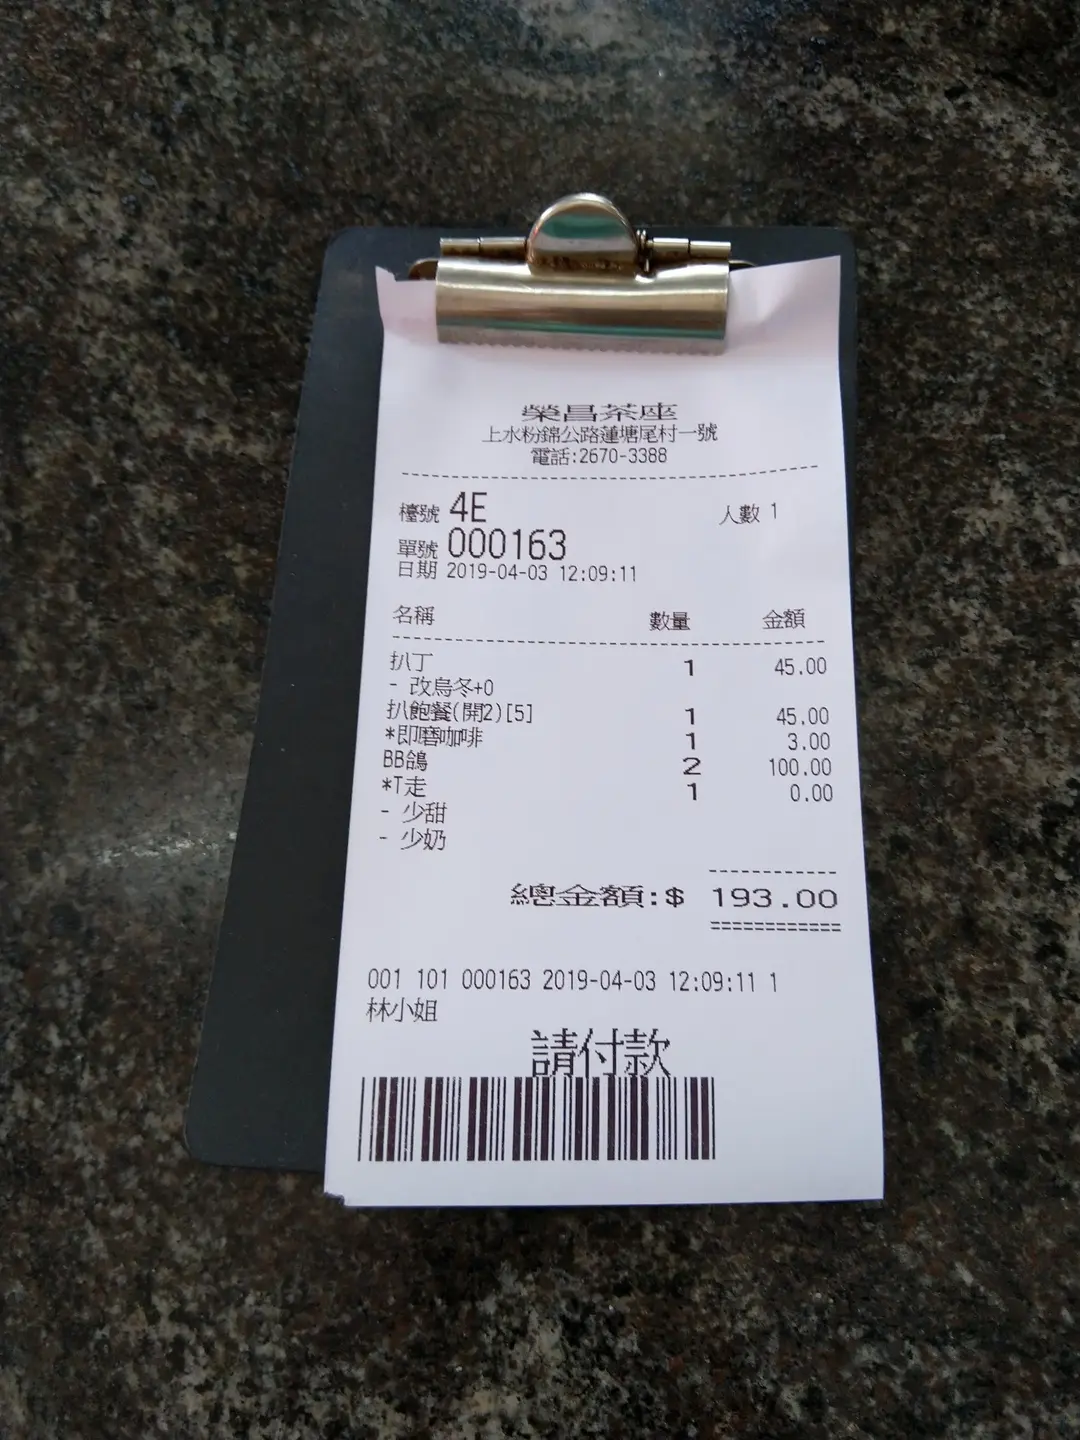 榮昌茶座
上水粉錦公路蓮塘尾村一號
電話:2670-3388
檯號 4E 人數 1
單號 000163
日期 2019-04-03 12:09:11
名稱 數量 金額
扒丁 1 45.00
- 改烏冬+0
扒飽餐(開2)[5] 1 45.00
*即磨咖啡 1 3.00
BB鴿 2 100.00
*T走 1 0.00
- 少甜
- 少奶
總金額:$ 193.00
001 101 000163 2019-04-03 12:09:11 1
林小姐
請付款